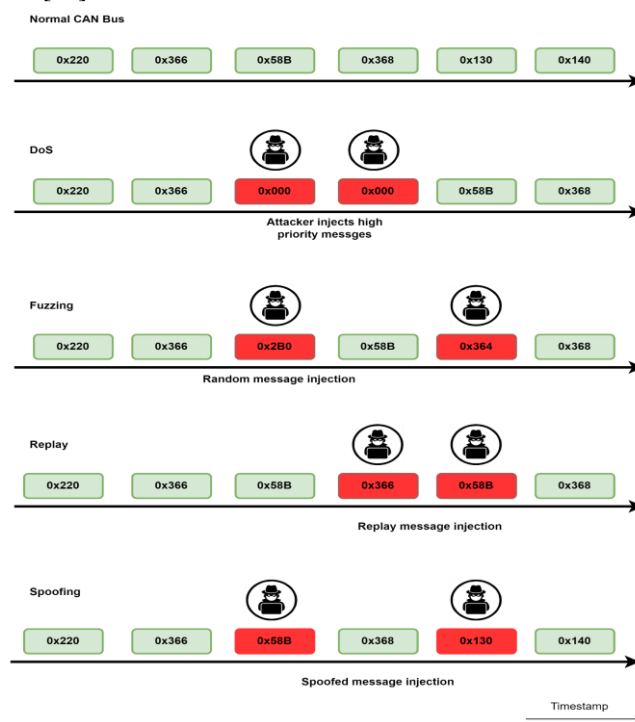 Normal CAN Bus
0x220 0x366 0x58B 0x368 0x130 0x140
DoS
0x220 0x366 0x000 0x000 0x58B 0x368
Attacker injects high
priority messges
Fuzzing
0x220 0x366 0x2B0 0x58B 0x364 0x368
Random message injection
Replay
0x220 0x366 0x58B 0x366 0x58B 0x368
Replay message injection
Spoofing
0x220 0x366 0x58B 0x368 0x130 0x140
Spoofed message injection
Timestamp